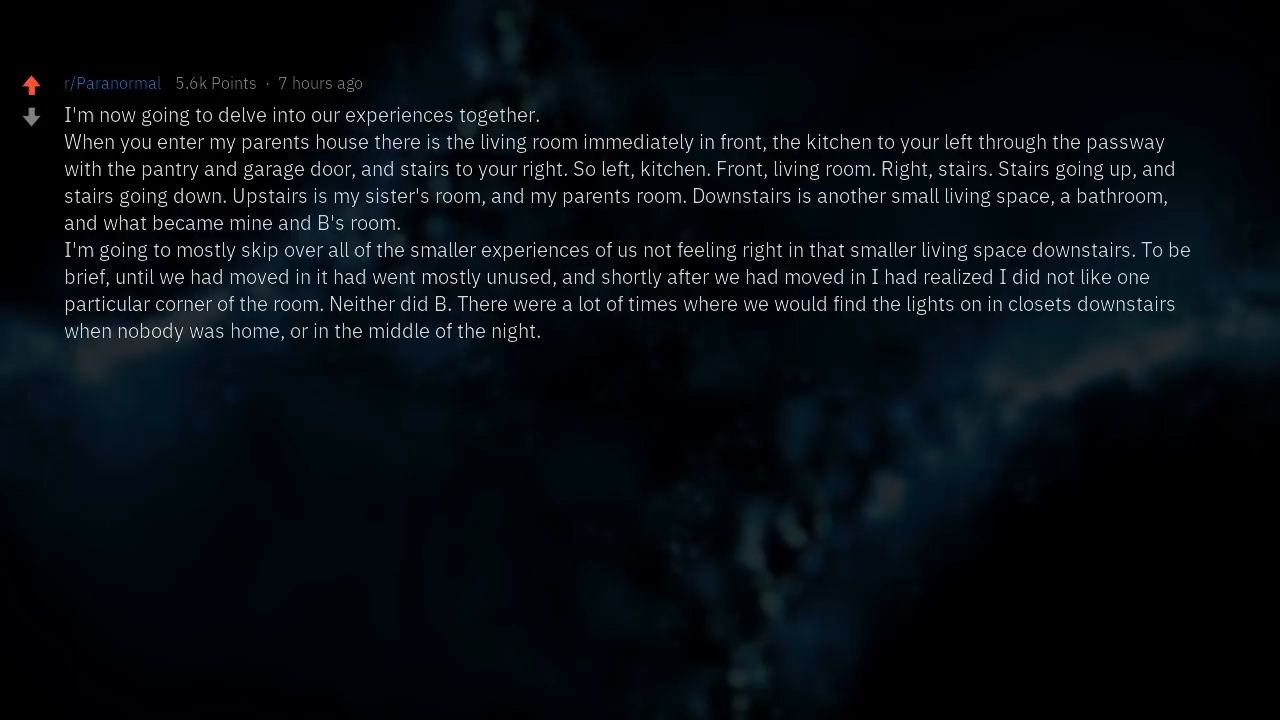 r/Paranormal 5.6k Points · 7 hours ago
I'm now going to delve into our experiences together.
When you enter my parents house there is the living room immediately in front, the kitchen to your left through the passway
with the pantry and garage door, and stairs to your right. So left, kitchen. Front, living room. Right, stairs. Stairs going up, and
stairs going down. Upstairs is my sister's room, and my parents room. Downstairs is another small living space, a bathroom,
and what became mine and B's room.
I'm going to mostly skip over all of the smaller experiences of us not feeling right in that smaller living space downstairs. To be
brief, until we had moved in it had went mostly unused, and shortly after we had moved in I had realized I did not like one
particular corner of the room. Neither did B. There were a lot of times where we would find the lights on in closets downstairs
when nobody was home, or in the middle of the night.